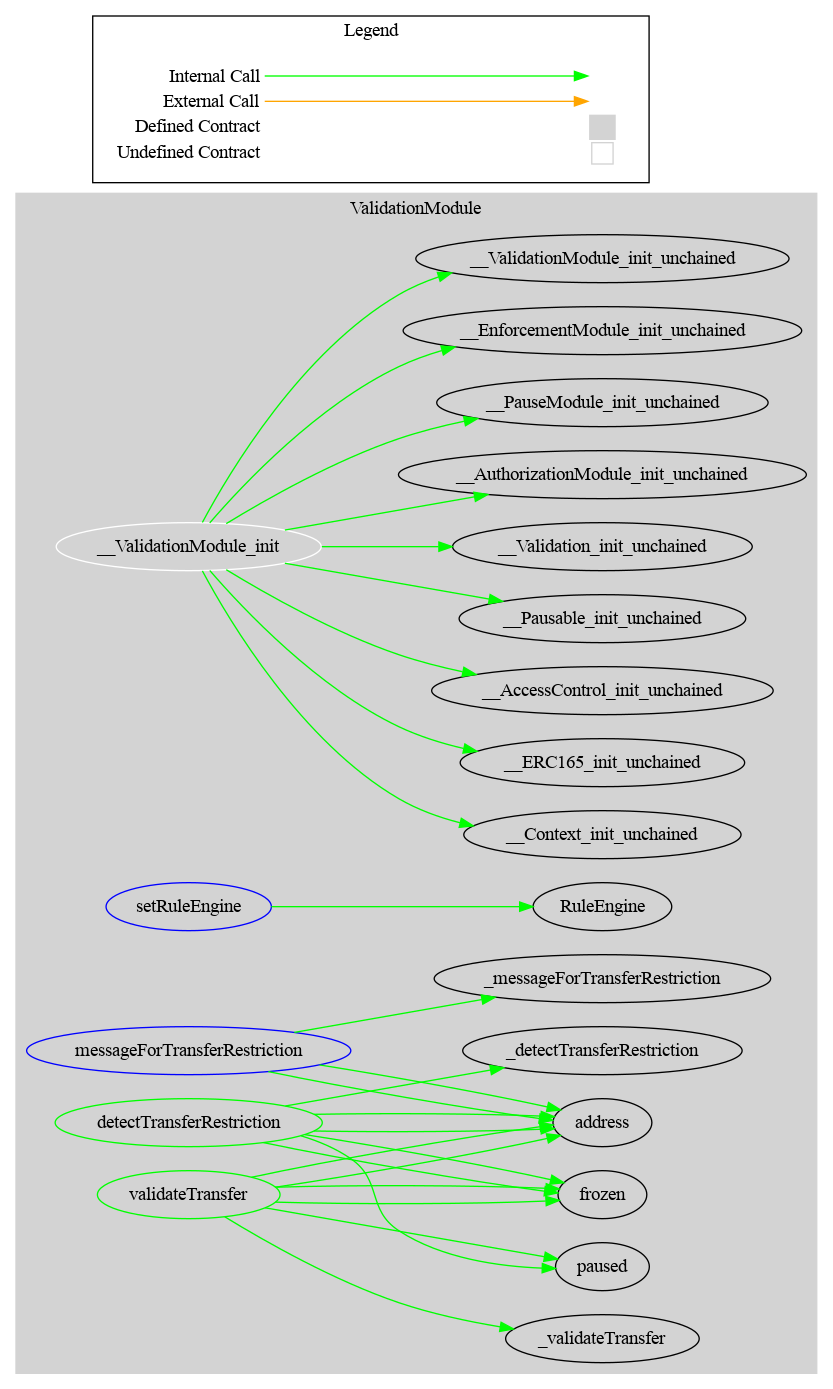 Legend
Internal Call
External Call
Defined Contract
Undefined Contract
ValidationModule
__ValidationModule_init_unchained
__EnforcementModule_init_unchained
__PauseModule_init_unchained
__AuthorizationModule_init_unchained
__ValidationModule_init
__Validation_init_unchained
__Pausable_init_unchained
__AccessControl_init_unchained
__ERC165_init_unchained
__Context_init_unchained
setRuleEngine
RuleEngine
_messageForTransferRestriction
messageForTransferRestriction
_detectTransferRestriction
detectTransferRestriction
address
validateTransfer
frozen
paused
_validateTransfer